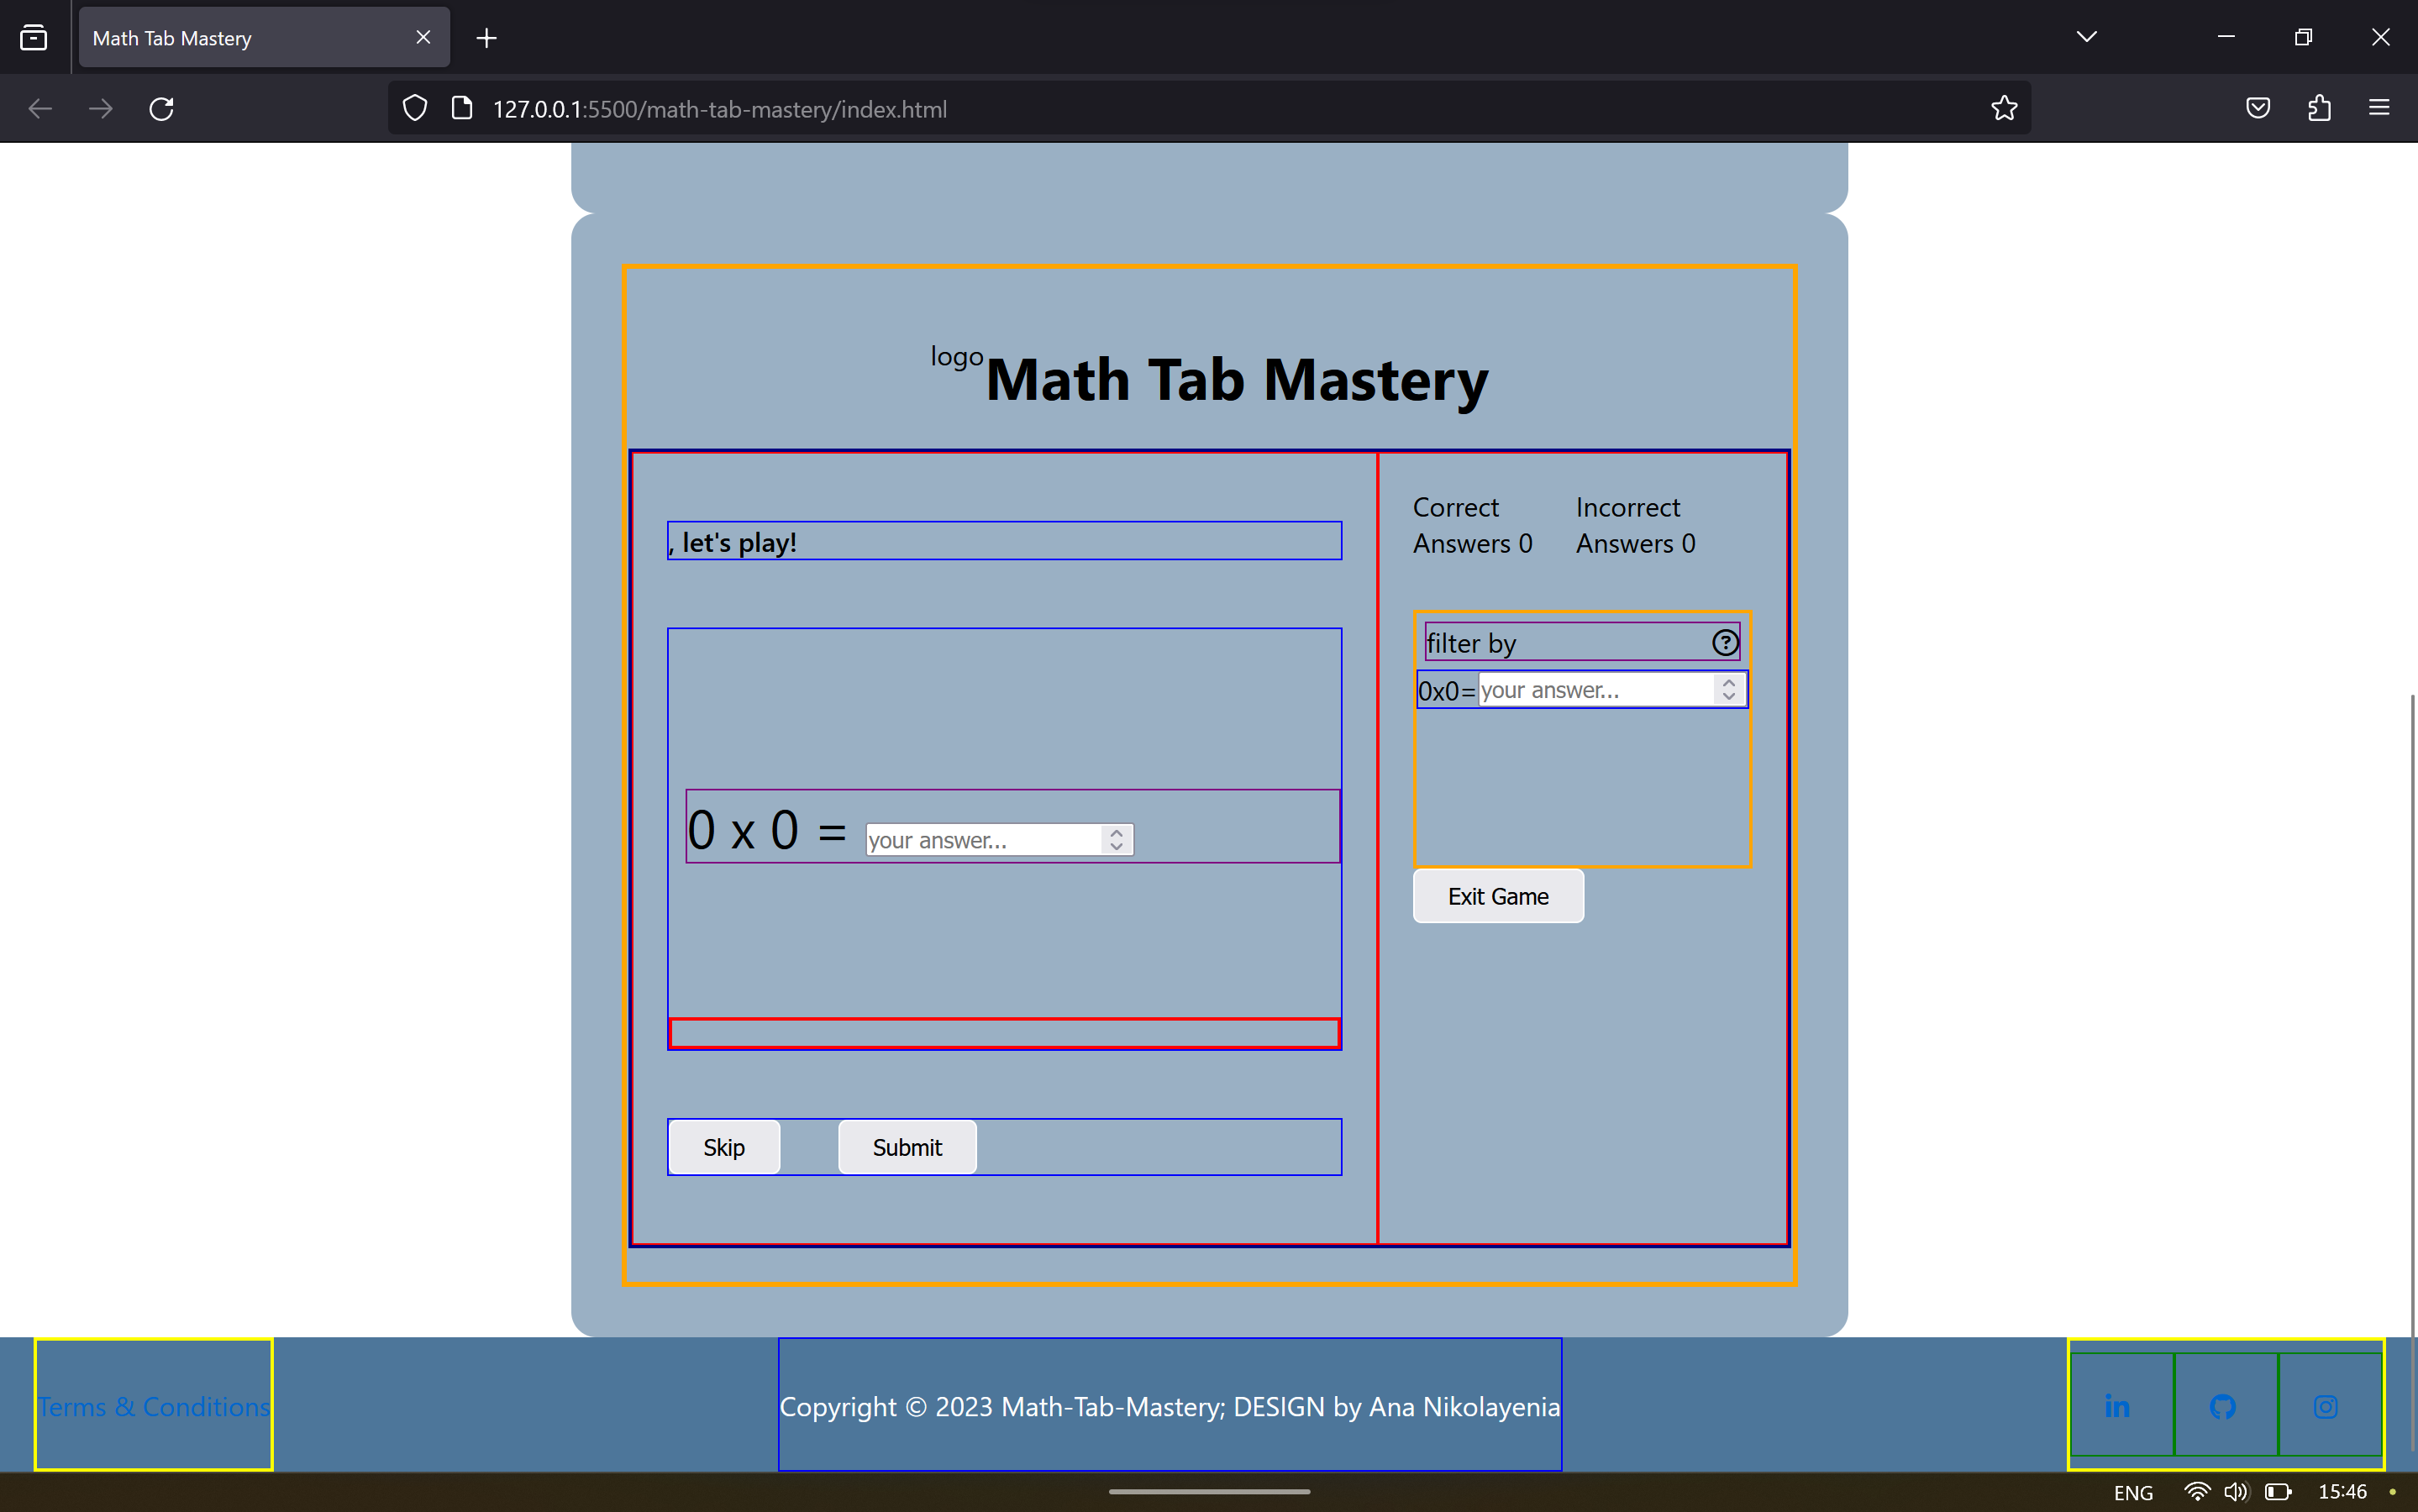 Math Tab Mastery
127.0.0.1:5500/math-tab-mastery/index.html
logo
Math Tab Mastery
, let's play!
Correct
Answers 0
Incorrect
Answers 0
filter by
0x0=
your answer...
0 x 0 =
your answer...
Exit Game
Skip
Submit
Terms & Conditions
Copyright © 2023 Math-Tab-Mastery; DESIGN by Ana Nikolayenia
ENG
15:46